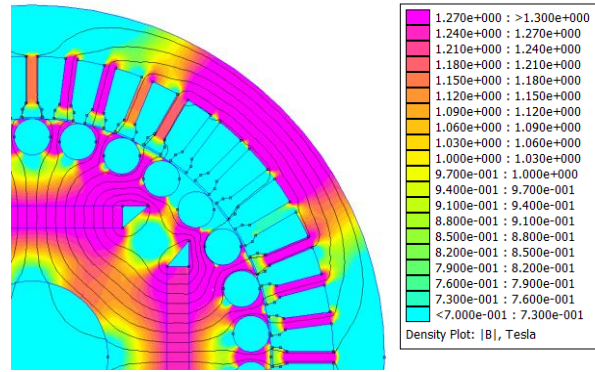 1.270e+000 : >1.300e+000
1.240e+000 : 1.270e+000
1.210e+000 : 1.240e+000
1.180e+000 : 1.210e+000
1.150e+000 : 1.180e+000
1.120e+000 : 1.150e+000
1.090e+000 : 1.120e+000
1.060e+000 : 1.090e+000
1.030e+000 : 1.060e+000
1.000e+000 : 1.030e+000
9.700e-001 : 1.000e+000
9.400e-001 : 9.700e-001
9.100e-001 : 9.400e-001
8.800e-001 : 9.100e-001
8.500e-001 : 8.800e-001
8.200e-001 : 8.500e-001
7.900e-001 : 8.200e-001
7.600e-001 : 7.900e-001
7.300e-001 : 7.600e-001
<7.000e-001 : 7.300e-001
Density Plot: |B|, Tesla